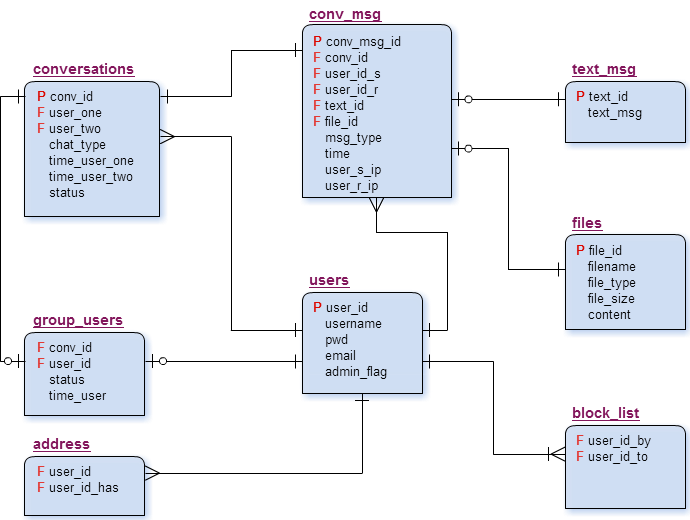 conv_msg
P conv_msg_id
F conv_id
F user_id_s
F user_id_r
F text_id
F file_id
msg_type
time
user_s_ip
user_r_ip
conversations
P conv_id
F user_one
F user_two
chat_type
time_user_one
time_user_two
status
text_msg
P text_id
text_msg
files
P file_id
filename
file_type
file_size
content
users
P user_id
username
pwd
email
admin_flag
group_users
F conv_id
F user_id
status
time_user
address
F user_id
F user_id_has
block_list
F user_id_by
F user_id_to